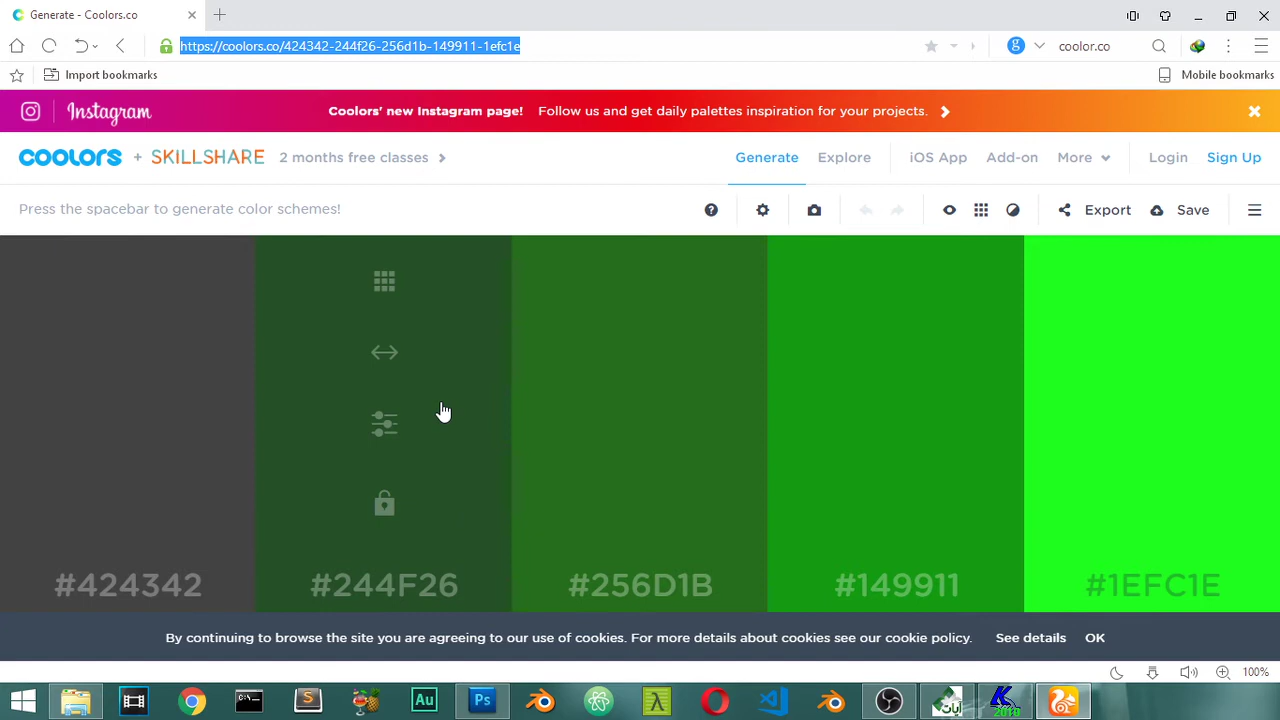 Generate - Coolors.co
https://coolors.co/424342-244f26-256d1b-149911-1efc1e
coolor.co
Import bookmarks
Mobile bookmarks
Instagram
Coolors' new Instagram page! Follow us and get daily palettes inspiration for your projects.
coolors + SKILLSHARE 2 months free classes
Generate Explore iOS App Add-on More Login Sign Up
Press the spacebar to generate color schemes!
Export Save
#424342 #244F26 #256D1B #149911 #1EFC1E
By continuing to browse the site you are agreeing to our use of cookies. For more details about cookies see our cookie policy. See details OK
100%
Au Ps
2010